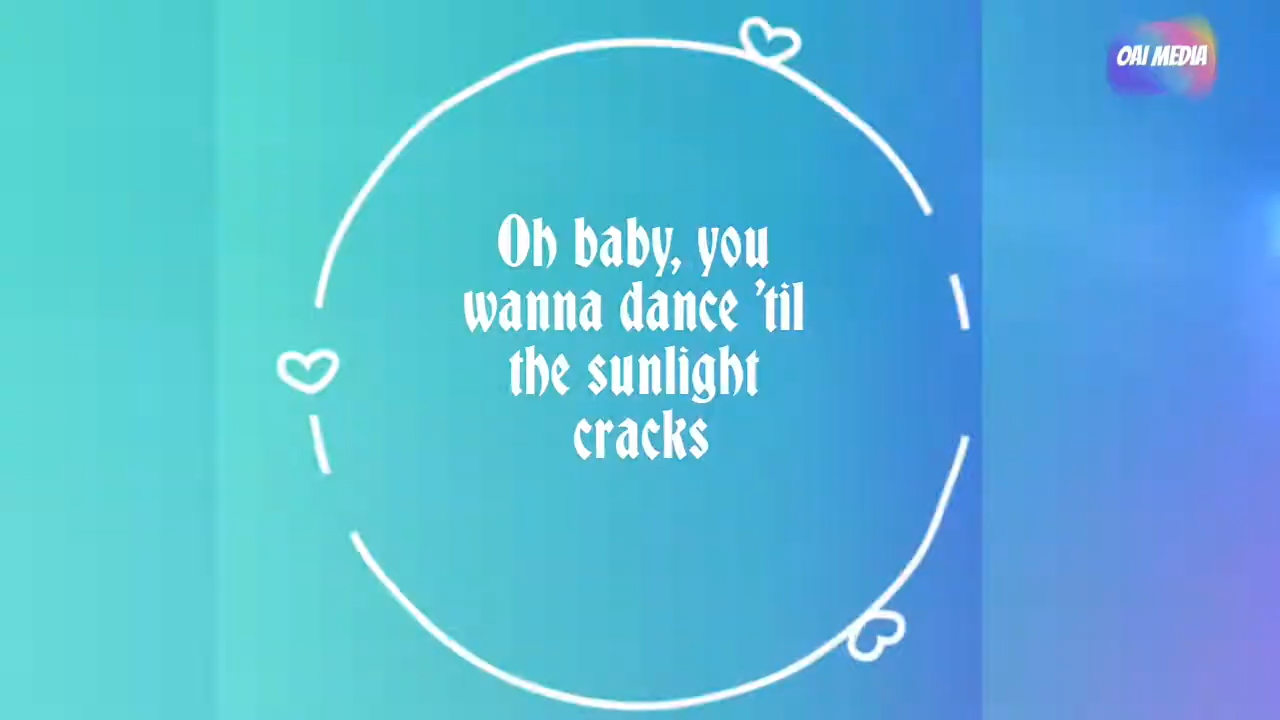 OAI MEDIA
Oh baby, you
wanna dance 'til
the sunlight
cracks